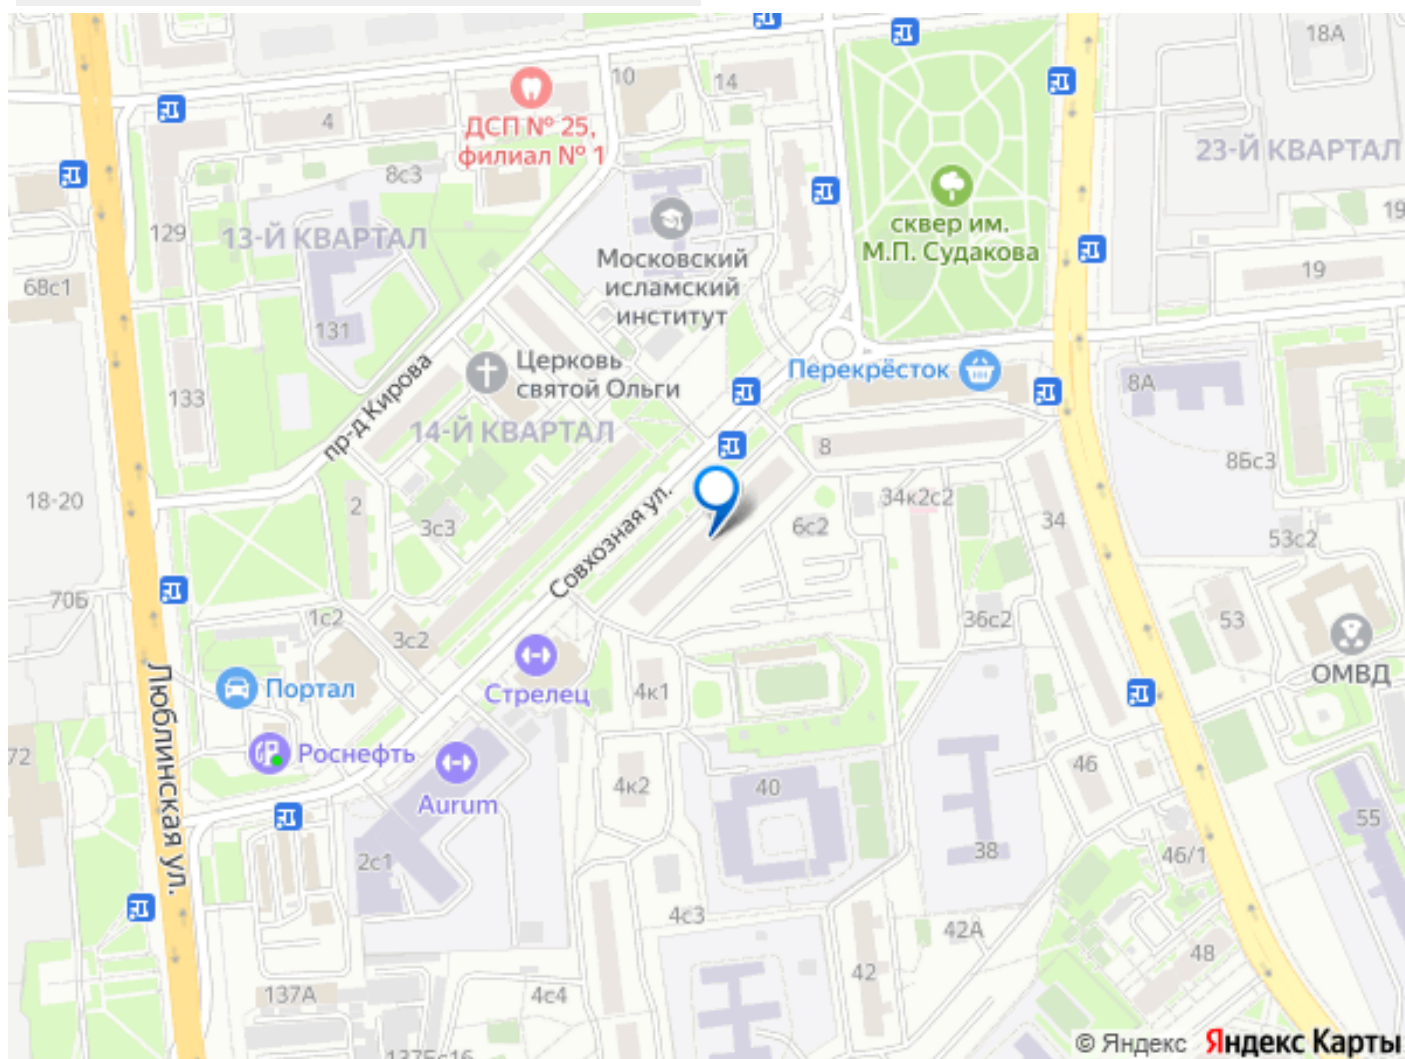 18А
10
14
ДСП № 25,
филиал № 1
4
23-Й КВАРТАЛ
8с3
сквер им.
М.П. Судакова
19
129
13-Й КВАРТАЛ
Московский
исламский
институт
19
68с1
131
Церковь
святой Ольги
Перекрёсток
8А
133
пр-д Кирова
14-Й КВАРТАЛ
8
8Бс3
18-20
2
3с3
Совхозная ул.
6с2
34к2с2
34
53с2
70Б
1с2
3с2
36с2
53
ОМВД
Люблинская ул.
Портал
Стрелец
4к1
72
Роснефть
Aurum
4к2
40
46
55
2с1
38
46/1
4с3
42А
42
48
137А
4с4
137Бс16
© Яндекс Яндекс Карты